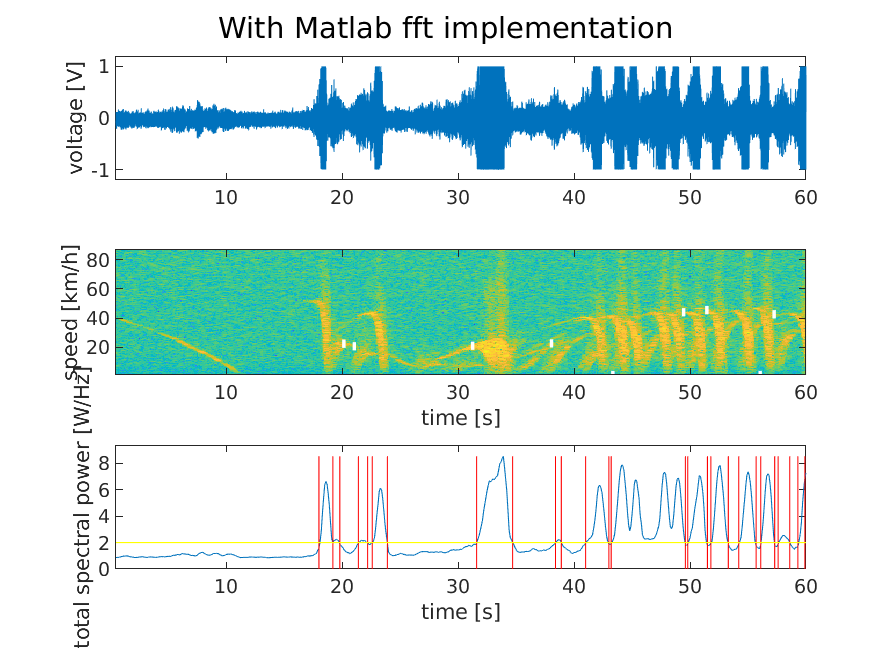 With Matlab fft implementation
voltage [V]
1
0
-1
10 20 30 40 50 60
speed [km/h]
80
60
40
20
10 20 30 40 50 60
time [s]
total spectral power [W/Hz]
8
6
4
2
0
10 20 30 40 50 60
time [s]